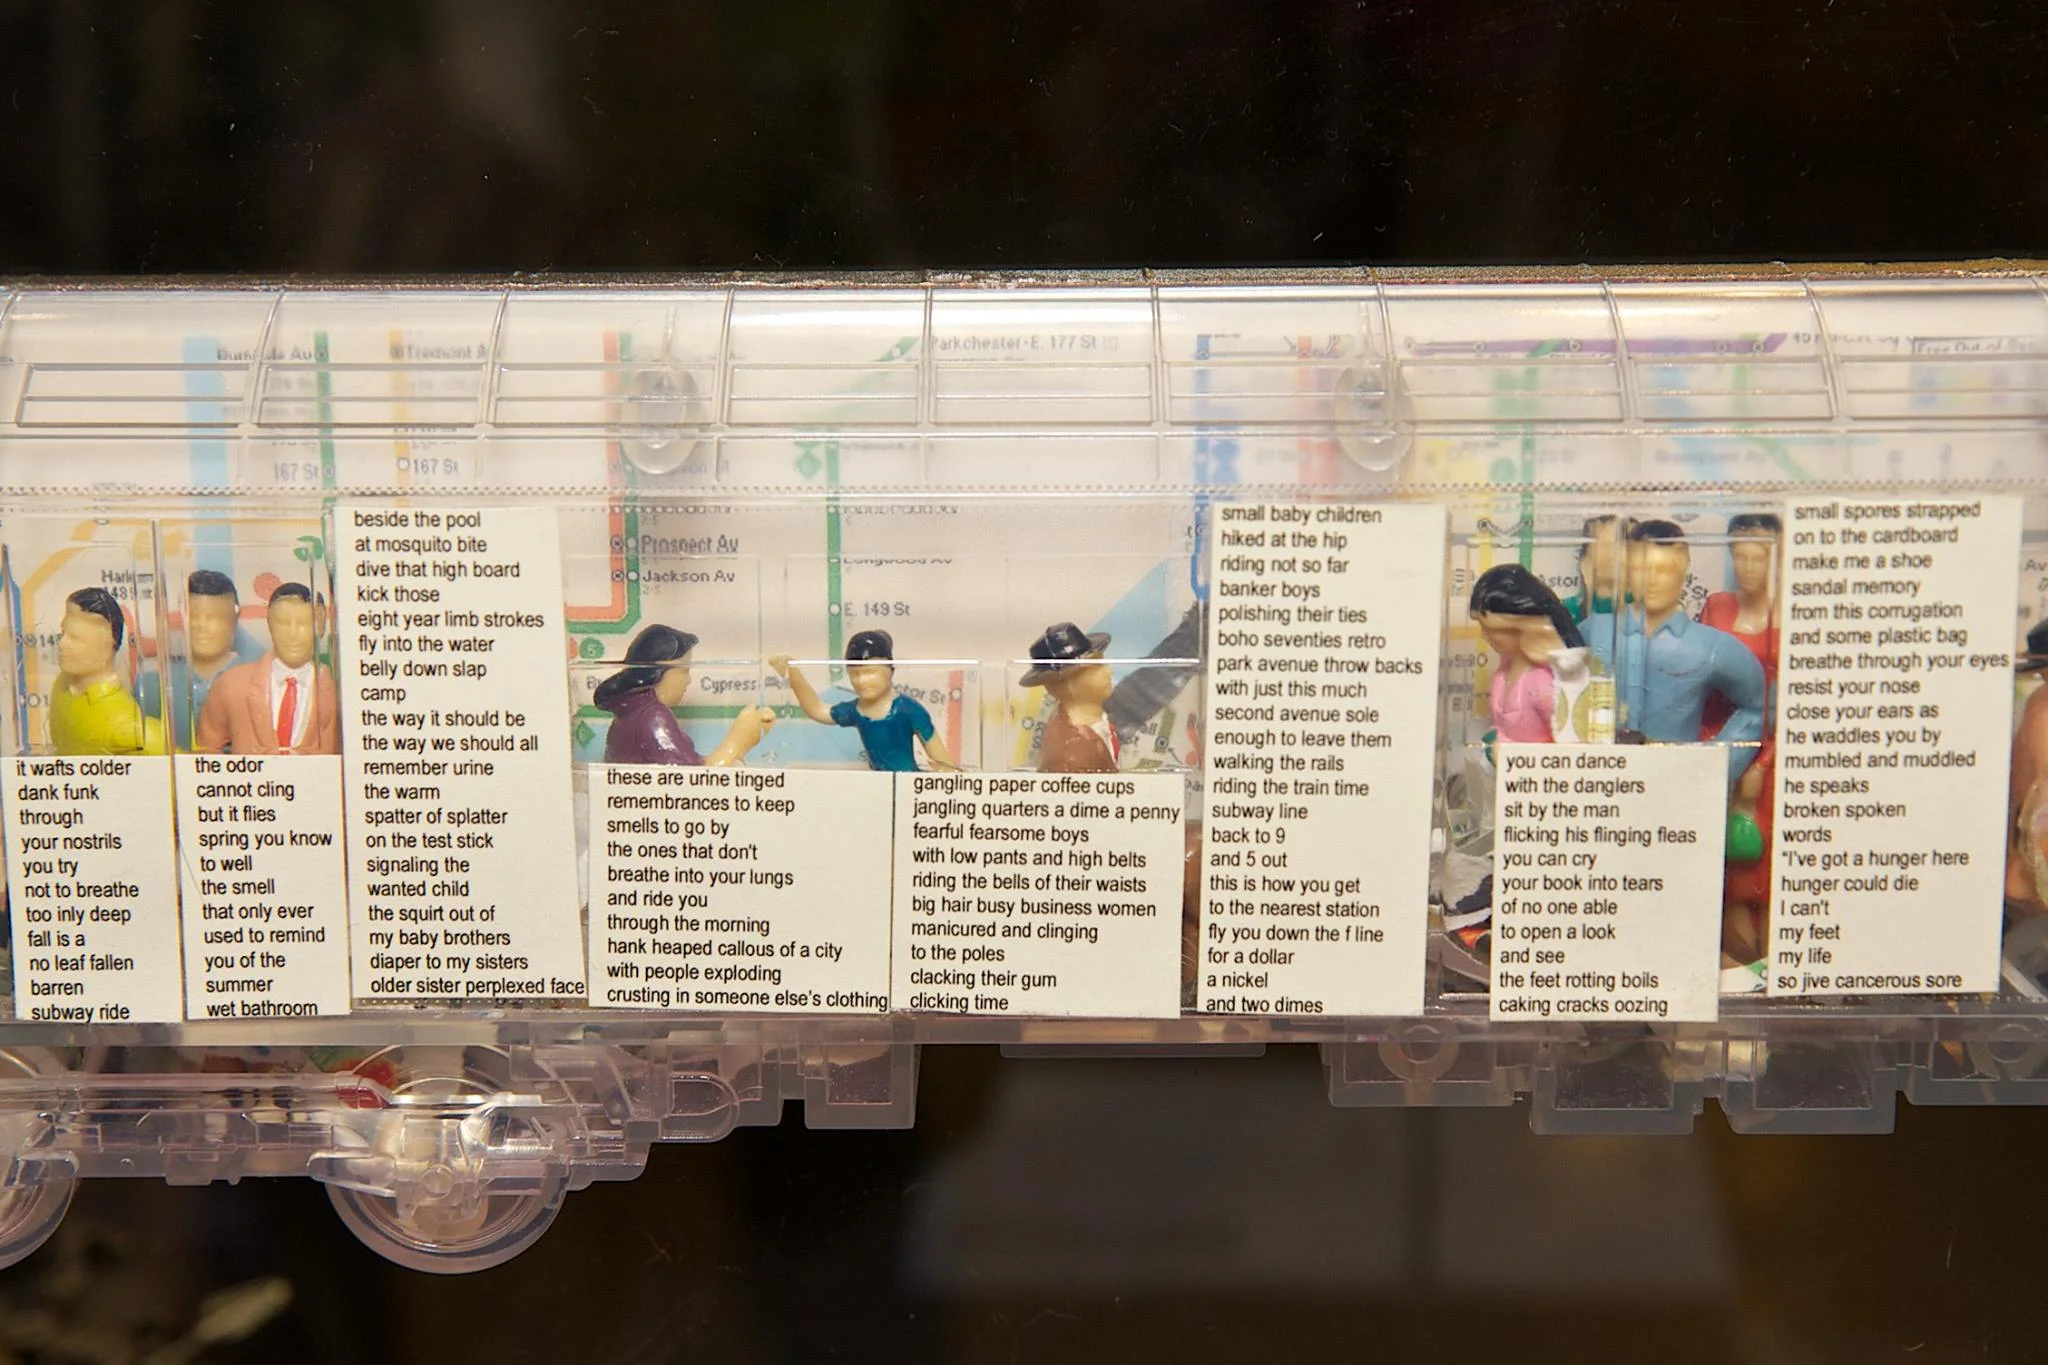 Tremont A
Parkchester-E. 177 St
167 St
167 St
Prospect Av
Jackson Av
E. 149 St
Cypress
it wafts colder
dank funk
through
your nostrils
you try
not to breathe
too inly deep
fall is a
no leaf fallen
barren
subway ride
the odor
cannot cling
but it flies
spring you know
to well
the smell
that only ever
used to remind
you of the
summer
wet bathroom
beside the pool
at mosquito bite
dive that high board
kick those
eight year limb strokes
fly into the water
belly down slap
camp
the way it should be
the way we should all
remember urine
the warm
spatter of splatter
on the test stick
signaling the
wanted child
the squirt out of
my baby brothers
diaper to my sisters
older sister perplexed face
these are urine tinged
remembrances to keep
smells to go by
the ones that don't
breathe into your lungs
and ride you
through the morning
hank heaped callous of a city
with people exploding
crusting in someone else's clothing
gangling paper coffee cups
jangling quarters a dime a penny
fearful fearsome boys
with low pants and high belts
riding the bells of their waists
big hair busy business women
manicured and clinging
to the poles
clacking their gum
clicking time
small baby children
hiked at the hip
riding not so far
banker boys
polishing their ties
boho seventies retro
park avenue throw backs
with just this much
second avenue sole
enough to leave them
walking the rails
riding the train time
subway line
back to 9
and 5 out
this is how you get
to the nearest station
fly you down the f line
for a dollar
a nickel
and two dimes
you can dance
with the danglers
sit by the man
flicking his flinging fleas
you can cry
your book into tears
of no one able
to open a look
and see
the feet rotting boils
caking cracks oozing
small spores strapped
on to the cardboard
make me a shoe
sandal memory
from this corrugation
and some plastic bag
breathe through your eyes
resist your nose
close your ears as
he waddles you by
mumbled and muddled
he speaks
broken spoken
words
"I've got a hunger here
hunger could die
I can't
my feet
my life
so jive cancerous sore